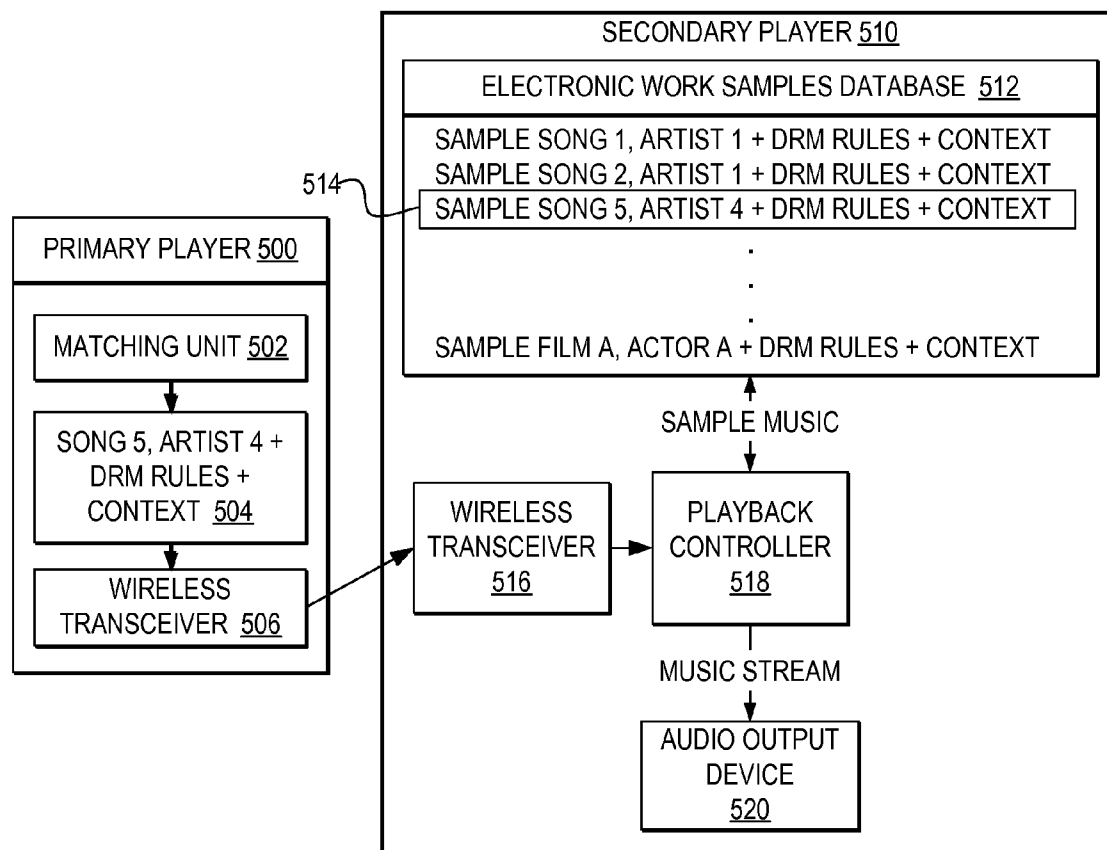 SECONDARY PLAYER 510
ELECTRONIC WORK SAMPLES DATABASE 512
SAMPLE SONG 1, ARTIST 1 + DRM RULES + CONTEXT
SAMPLE SONG 2, ARTIST 1 + DRM RULES + CONTEXT
514
SAMPLE SONG 5, ARTIST 4 + DRM RULES + CONTEXT
.
.
.
SAMPLE FILM A, ACTOR A + DRM RULES + CONTEXT
PRIMARY PLAYER 500
MATCHING UNIT 502
SONG 5, ARTIST 4 +
DRM RULES +
CONTEXT 504
WIRELESS
TRANSCEIVER 506
SAMPLE MUSIC
WIRELESS
TRANSCEIVER
516
PLAYBACK
CONTROLLER
518
MUSIC STREAM
AUDIO OUTPUT
DEVICE
520